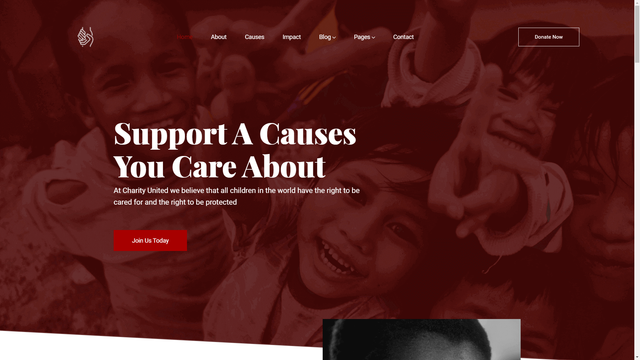 Home
About
Causes
Impact
Blog
Pages
Contact
Donate Now
Support A Causes
You Care About
At Charity United we believe that all children in the world have the right to be
cared for and the right to be protected
Join Us Today